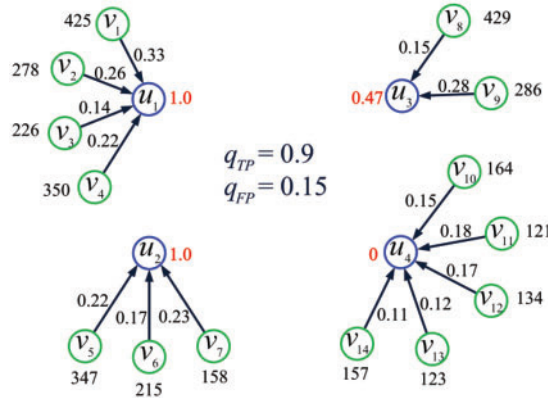 425 v₁
0.33
278 v₂ 0.26
u₁ 1.0
226 v₃ 0.14
0.22
350 v₄
v₈ 429
0.15
0.47 u₃ 0.28 v₉ 286
q_TP = 0.9
q_FP = 0.15
v₁₀ 164
0.15
0.18 v₁₁ 121
0 u₄
0.17 v₁₂ 134
0.11 0.12
v₁₄ v₁₃
157 123
u₂ 1.0
0.22 0.17 0.23
v₅ v₆ v₇
347 215 158